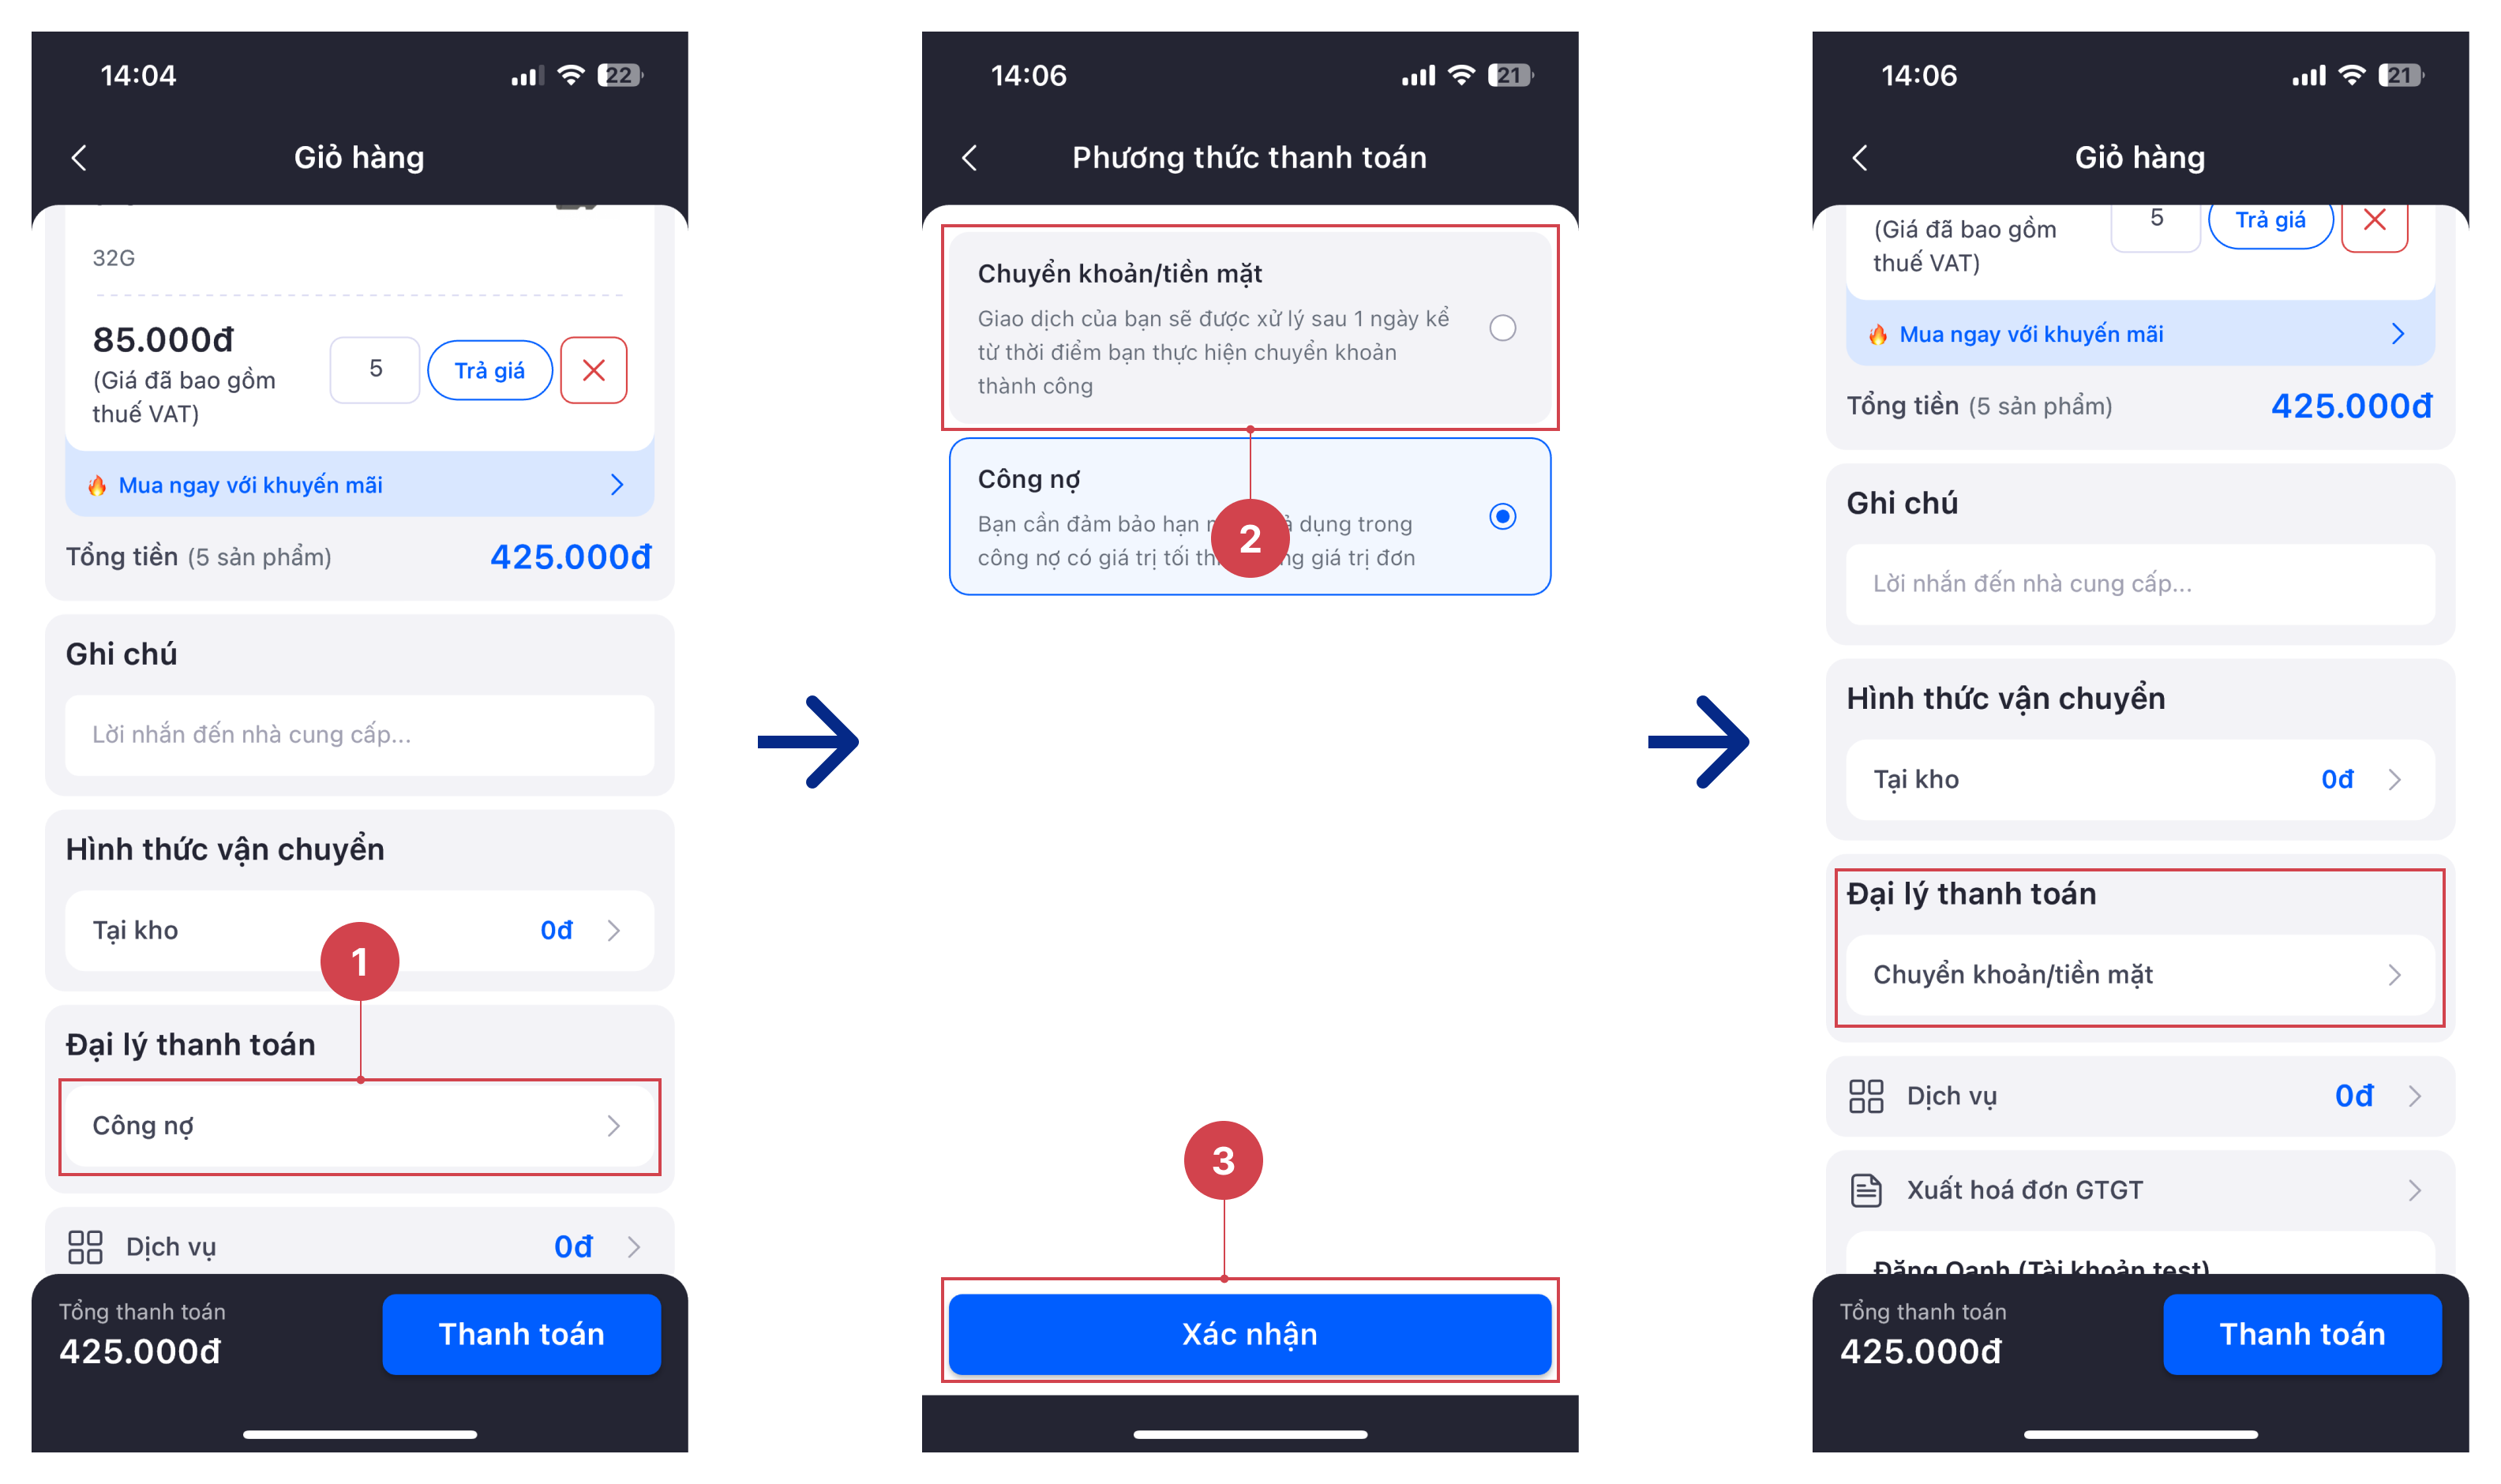 14:04
22
Giỏ hàng
32G
85.000đ
(Giá đã bao gồm
thuế VAT)
5
Trả giá
Mua ngay với khuyến mãi
Tổng tiền (5 sản phẩm)
425.000đ
Ghi chú
Lời nhắn đến nhà cung cấp...
Hình thức vận chuyển
Tại kho
0đ
1
Đại lý thanh toán
Công nợ
Dịch vụ
0đ
Tổng thanh toán
425.000đ
Thanh toán
14:06
21
Phương thức thanh toán
Chuyển khoản/tiền mặt
Giao dịch của bạn sẽ được xử lý sau 1 ngày kể
từ thời điểm bạn thực hiện chuyển khoản
thành công
Công nợ
Bạn cần đảm bảo hạn dụng trong
công nợ có giá trị tối giá trị đơn
2
3
Xác nhận
14:06
21
Giỏ hàng
(Giá đã bao gồm
thuế VAT)
5
Trả giá
Mua ngay với khuyến mãi
Tổng tiền (5 sản phẩm)
425.000đ
Ghi chú
Lời nhắn đến nhà cung cấp...
Hình thức vận chuyển
Tại kho
0đ
Đại lý thanh toán
Chuyển khoản/tiền mặt
Dịch vụ
0đ
Xuất hoá đơn GTGT
Đặng Oanh (Tài khoản test)
Tổng thanh toán
425.000đ
Thanh toán